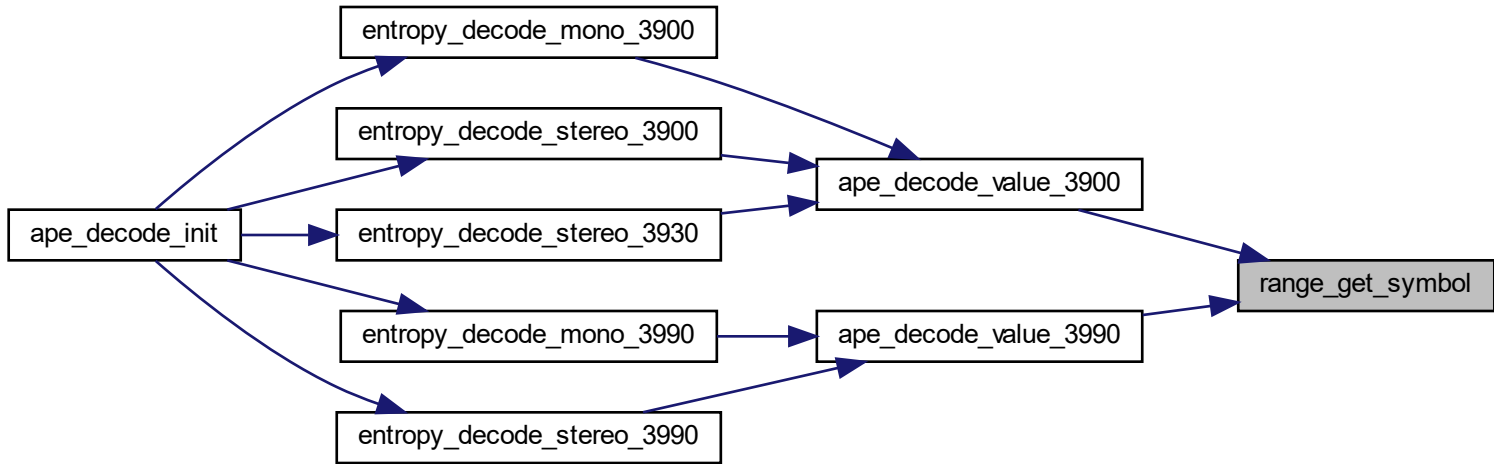 entropy_decode_mono_3900
entropy_decode_stereo_3900
ape_decode_value_3900
ape_decode_init
entropy_decode_stereo_3930
range_get_symbol
entropy_decode_mono_3990
ape_decode_value_3990
entropy_decode_stereo_3990